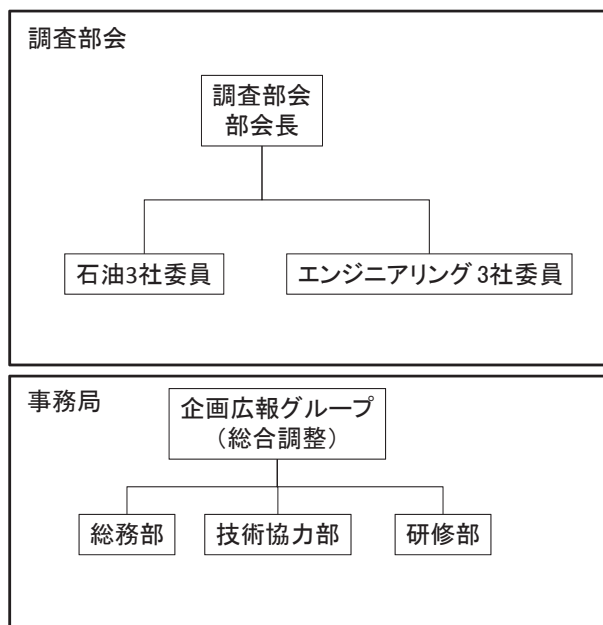 調査部会
調査部会
部会長
石油3社委員
エンジニアリング 3社委員
事務局
企画広報グループ
（総合調整）
総務部
技術協力部
研修部